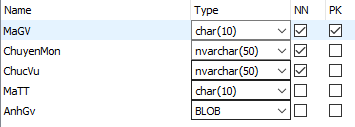 Name Type NN PK
MaGV char(10)
ChuyenMon nvarchar(50)
ChucVu nvarchar(50)
MaTT char(10)
AnhGv BLOB